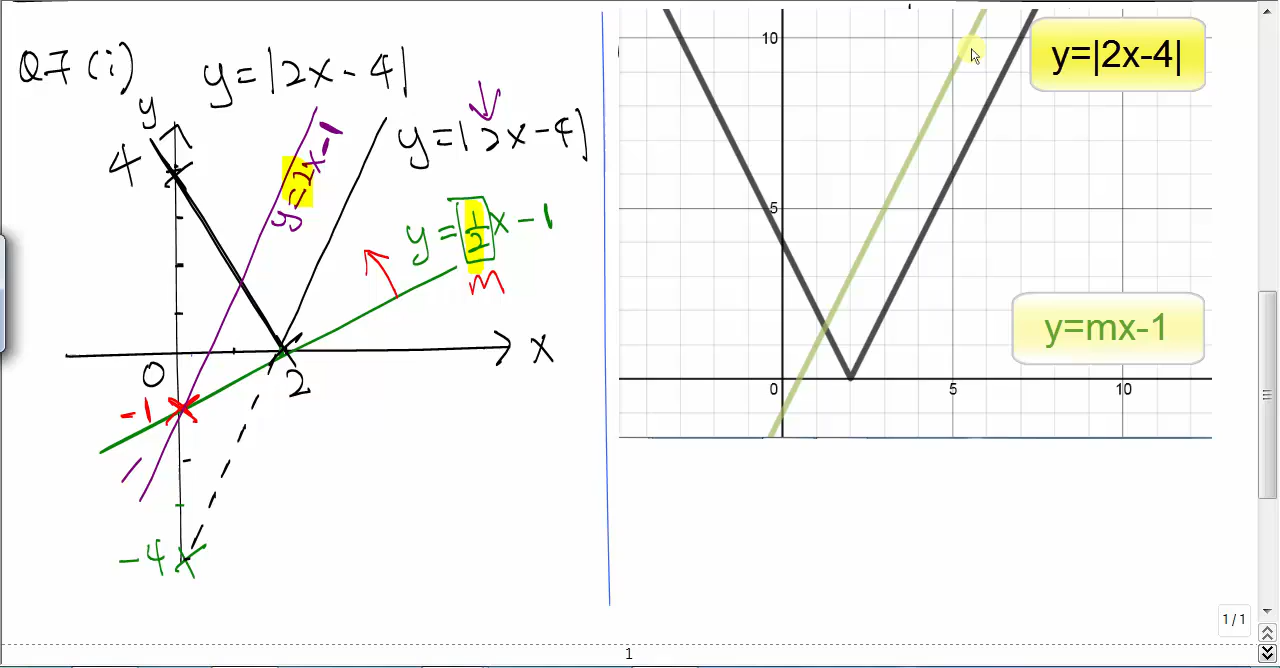 Q7 (i) y=|2x-4|
y
4
y=2x-1
y=|2x-4|
y=1/2x-1
m
x
0
2
-1
-4
10
5
0
5
10
y=|2x-4|
y=mx-1
1 / 1
1